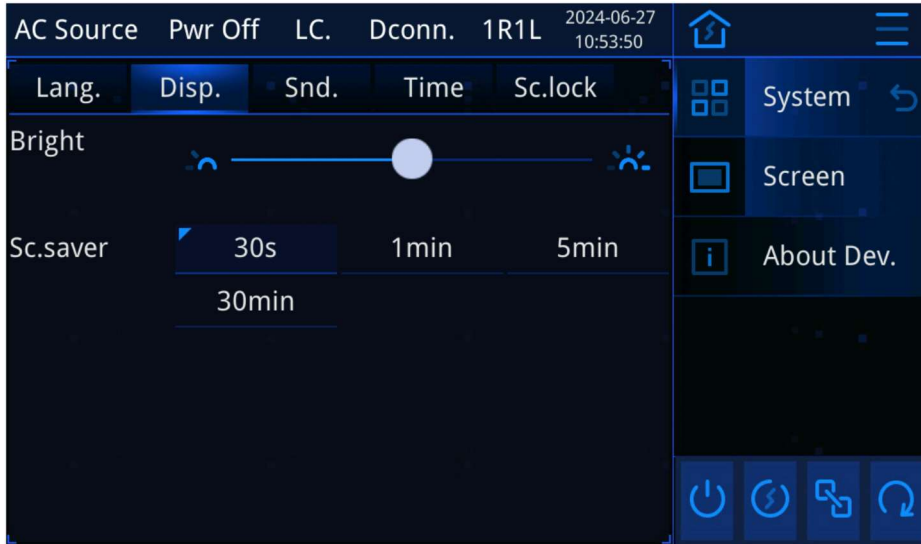 AC Source Pwr Off LC. Dconn. 1R1L 2024-06-27
10:53:50
Lang. Disp. Snd. Time Sc.lock
Bright
Sc.saver 30s 1min 5min
30min
System
Screen
About Dev.